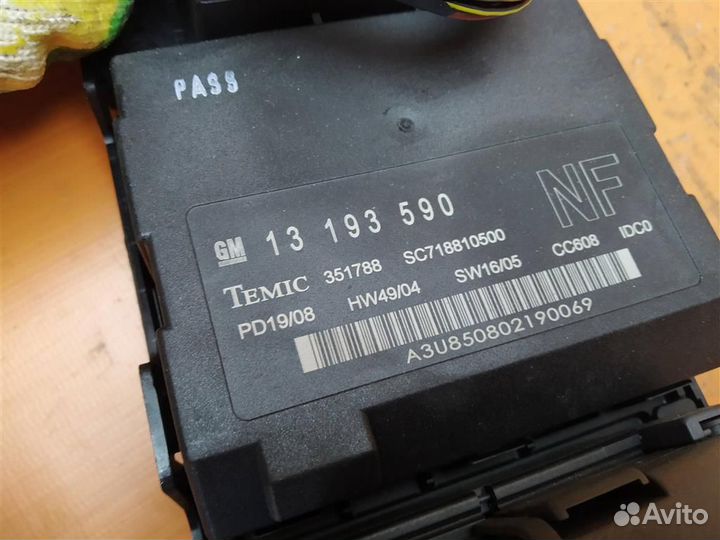 PASS
NF
GM 13 193 590
TEMIC 351788 SC718810500 CC608 IDC0
PD19/08 HW49/04 SW16/05
A3U850802190069
Avito